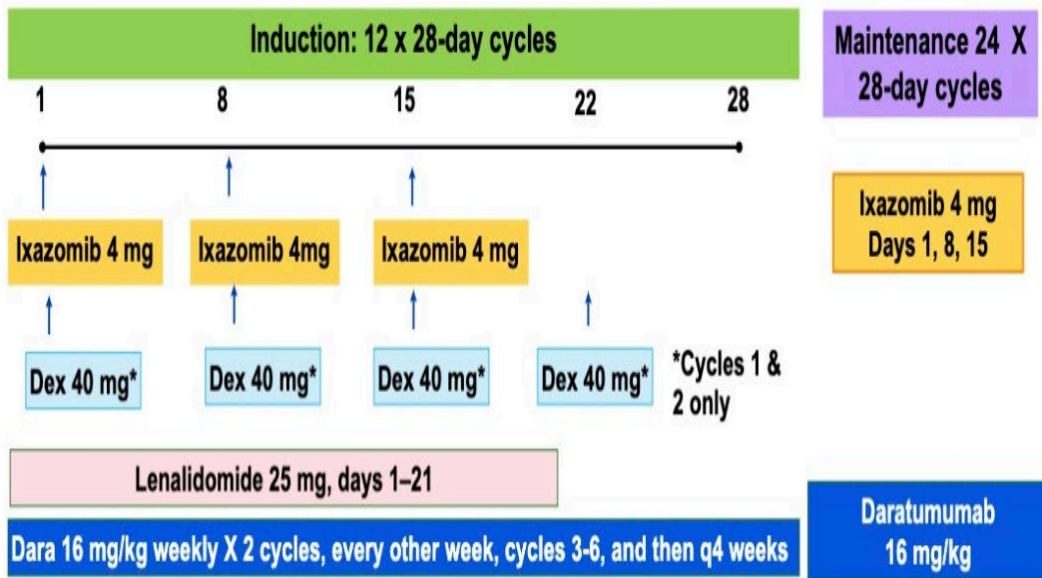 Induction: 12 x 28-day cycles
1 8 15 22 28
Ixazomib 4 mg
Ixazomib 4mg
Ixazomib 4 mg
Dex 40 mg*
Dex 40 mg*
Dex 40 mg*
Dex 40 mg*
*Cycles 1 &
2 only
Lenalidomide 25 mg, days 1–21
Dara 16 mg/kg weekly X 2 cycles, every other week, cycles 3-6, and then q4 weeks
Maintenance 24 X
28-day cycles
Ixazomib 4 mg
Days 1, 8, 15
Daratumumab
16 mg/kg